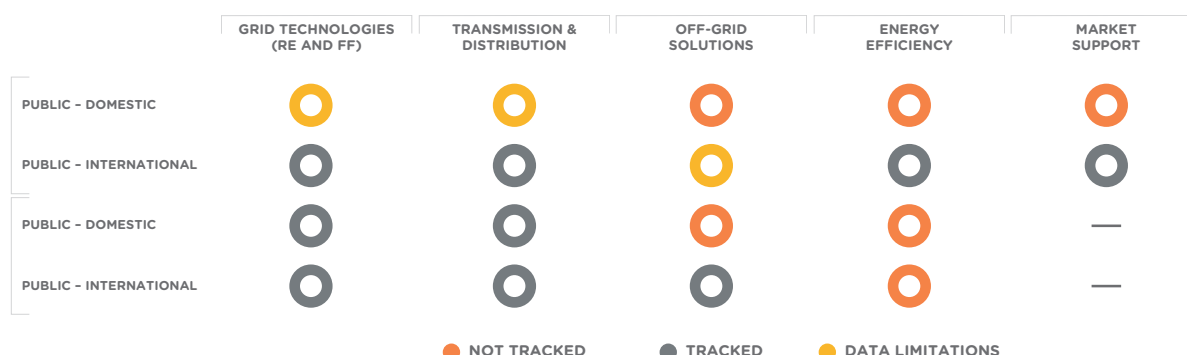 GRID TECHNOLOGIES
(RE AND FF)
TRANSMISSION &
DISTRIBUTION
OFF-GRID
SOLUTIONS
ENERGY
EFFICIENCY
MARKET
SUPPORT
PUBLIC – DOMESTIC
PUBLIC – INTERNATIONAL
PUBLIC – DOMESTIC
PUBLIC – INTERNATIONAL
NOT TRACKED
TRACKED
DATA LIMITATIONS